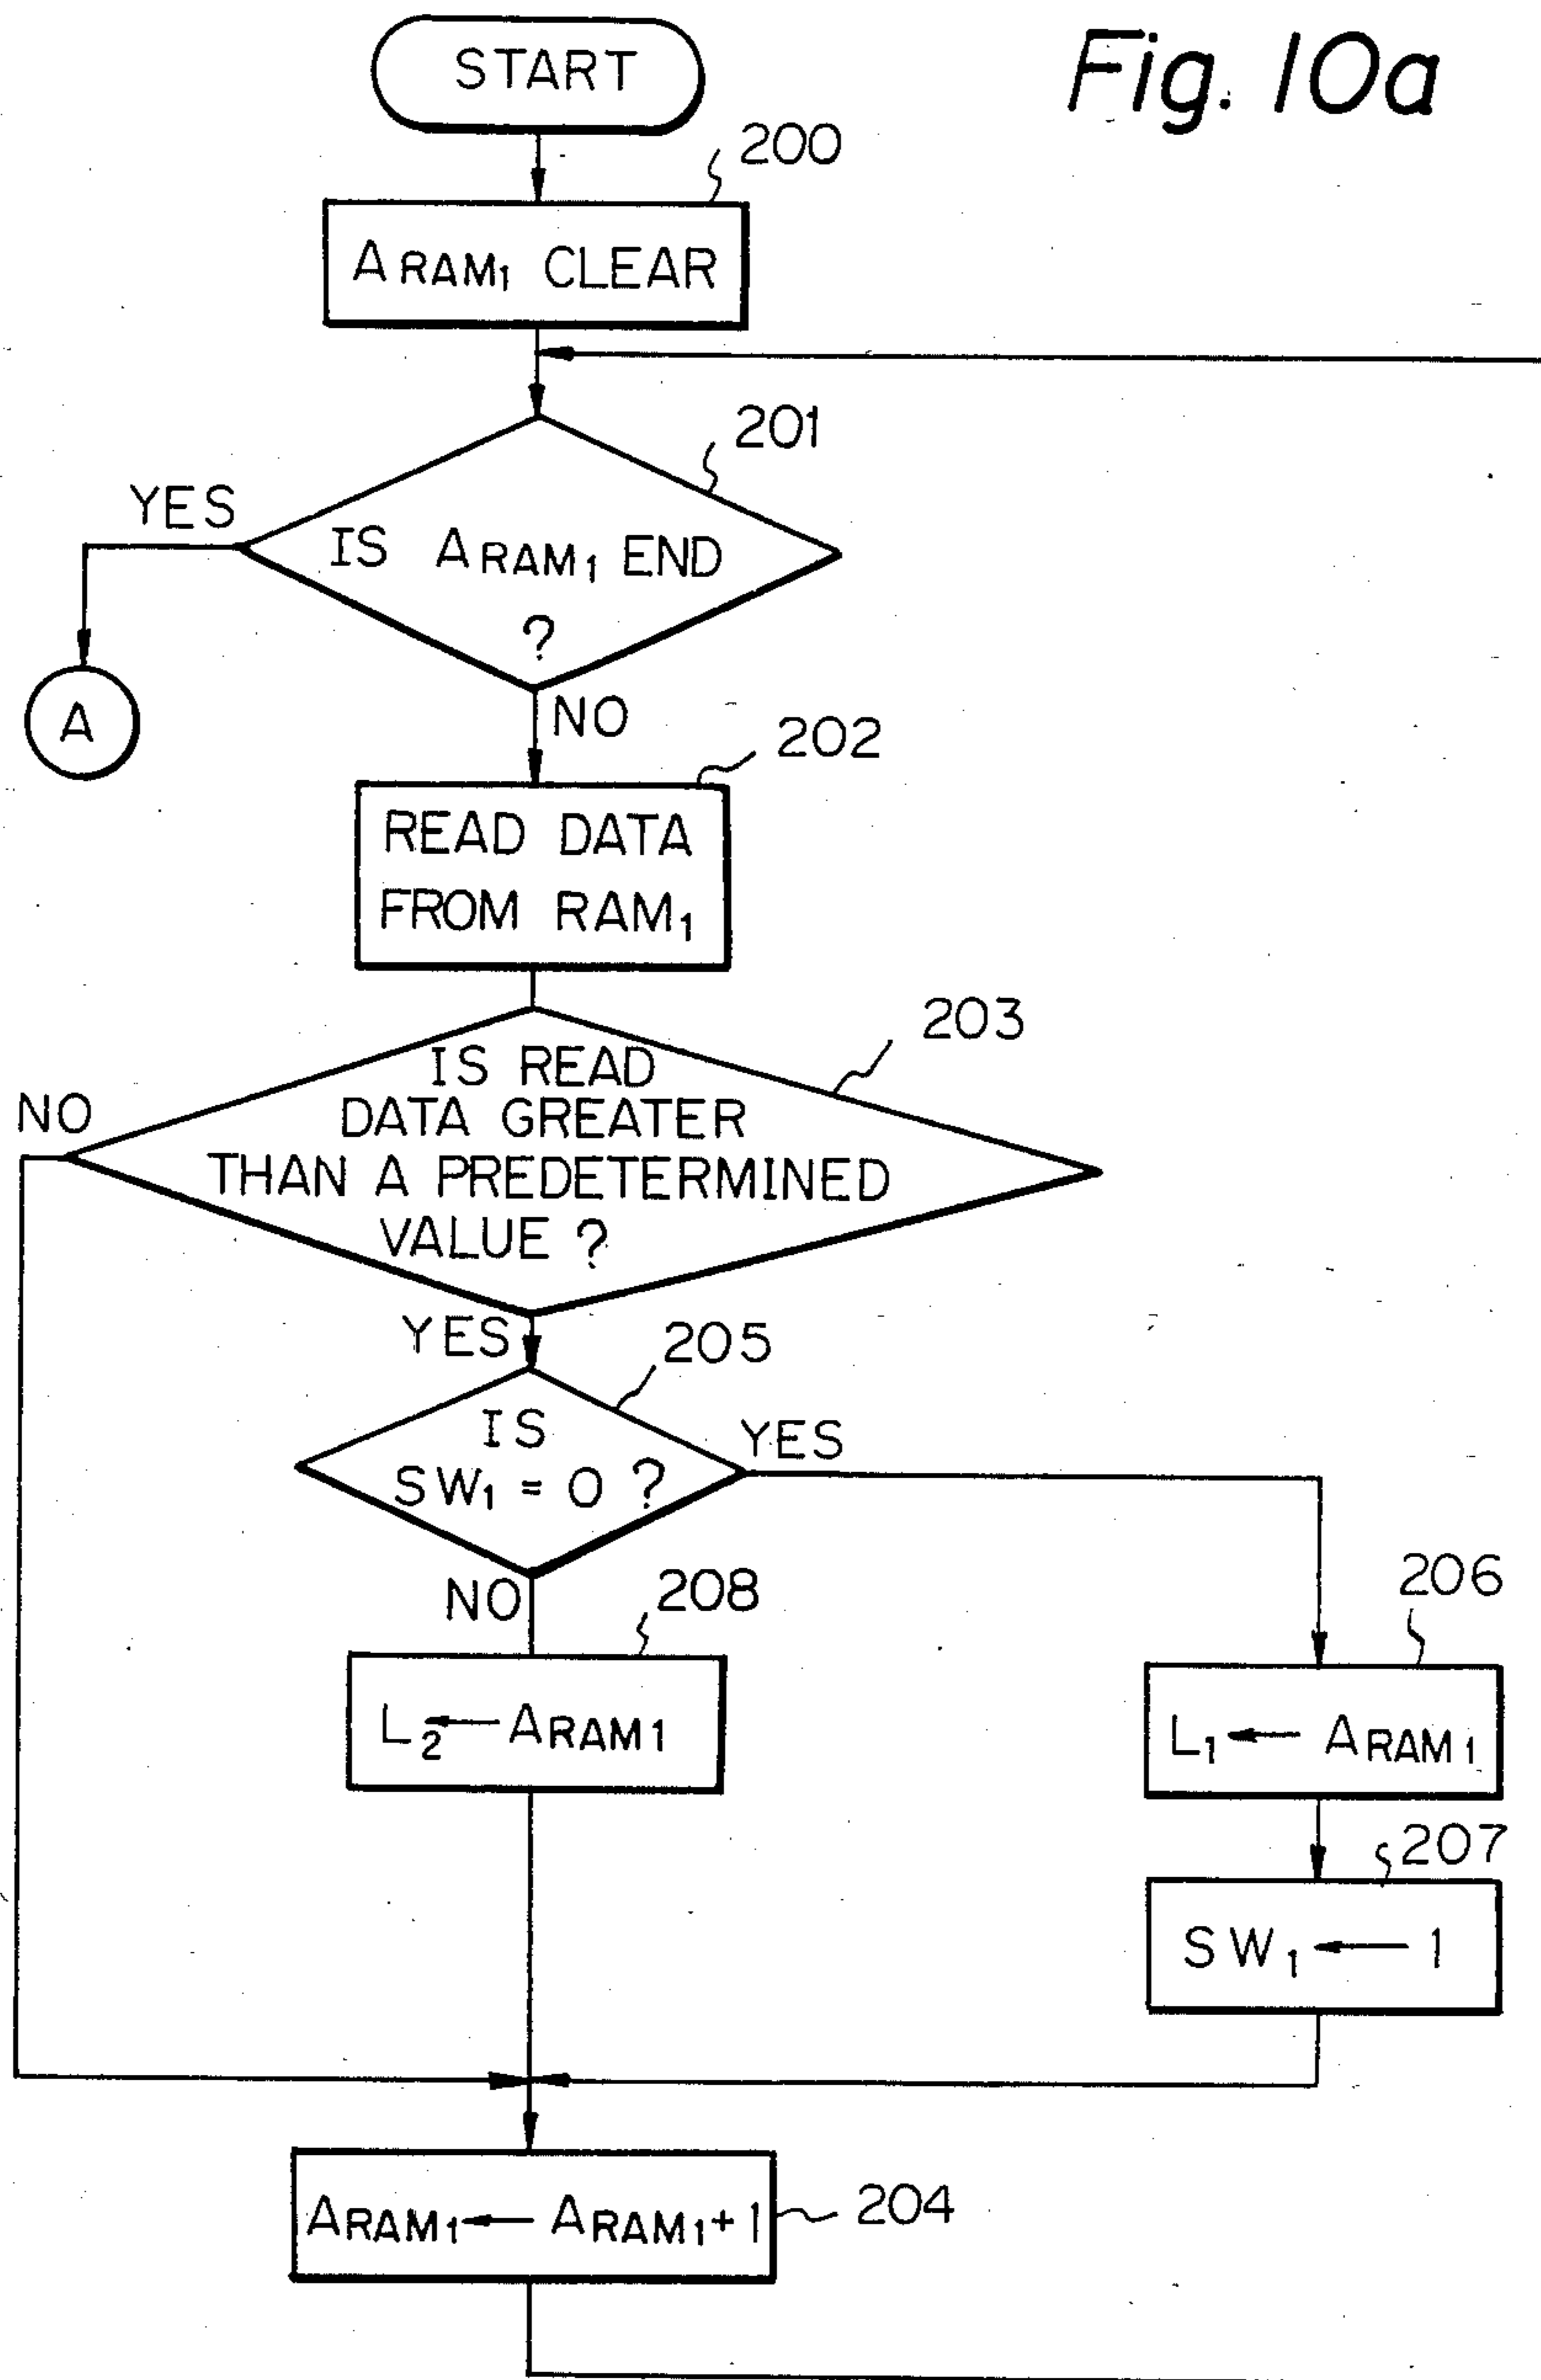 Fig. 10a
START
200
ARAM1 CLEAR
201
YES
IS ARAM1 END
?
A
NO
202
READ DATA
FROM RAM1
203
NO
IS READ
DATA GREATER
THAN A PREDETERMINED
VALUE ?
YES
205
IS
SW1 = 0 ?
YES
NO
208
206
L2 ← ARAM1
L1 ← ARAM1
207
SW1 ← 1
ARAM1 ← ARAM1+1
204